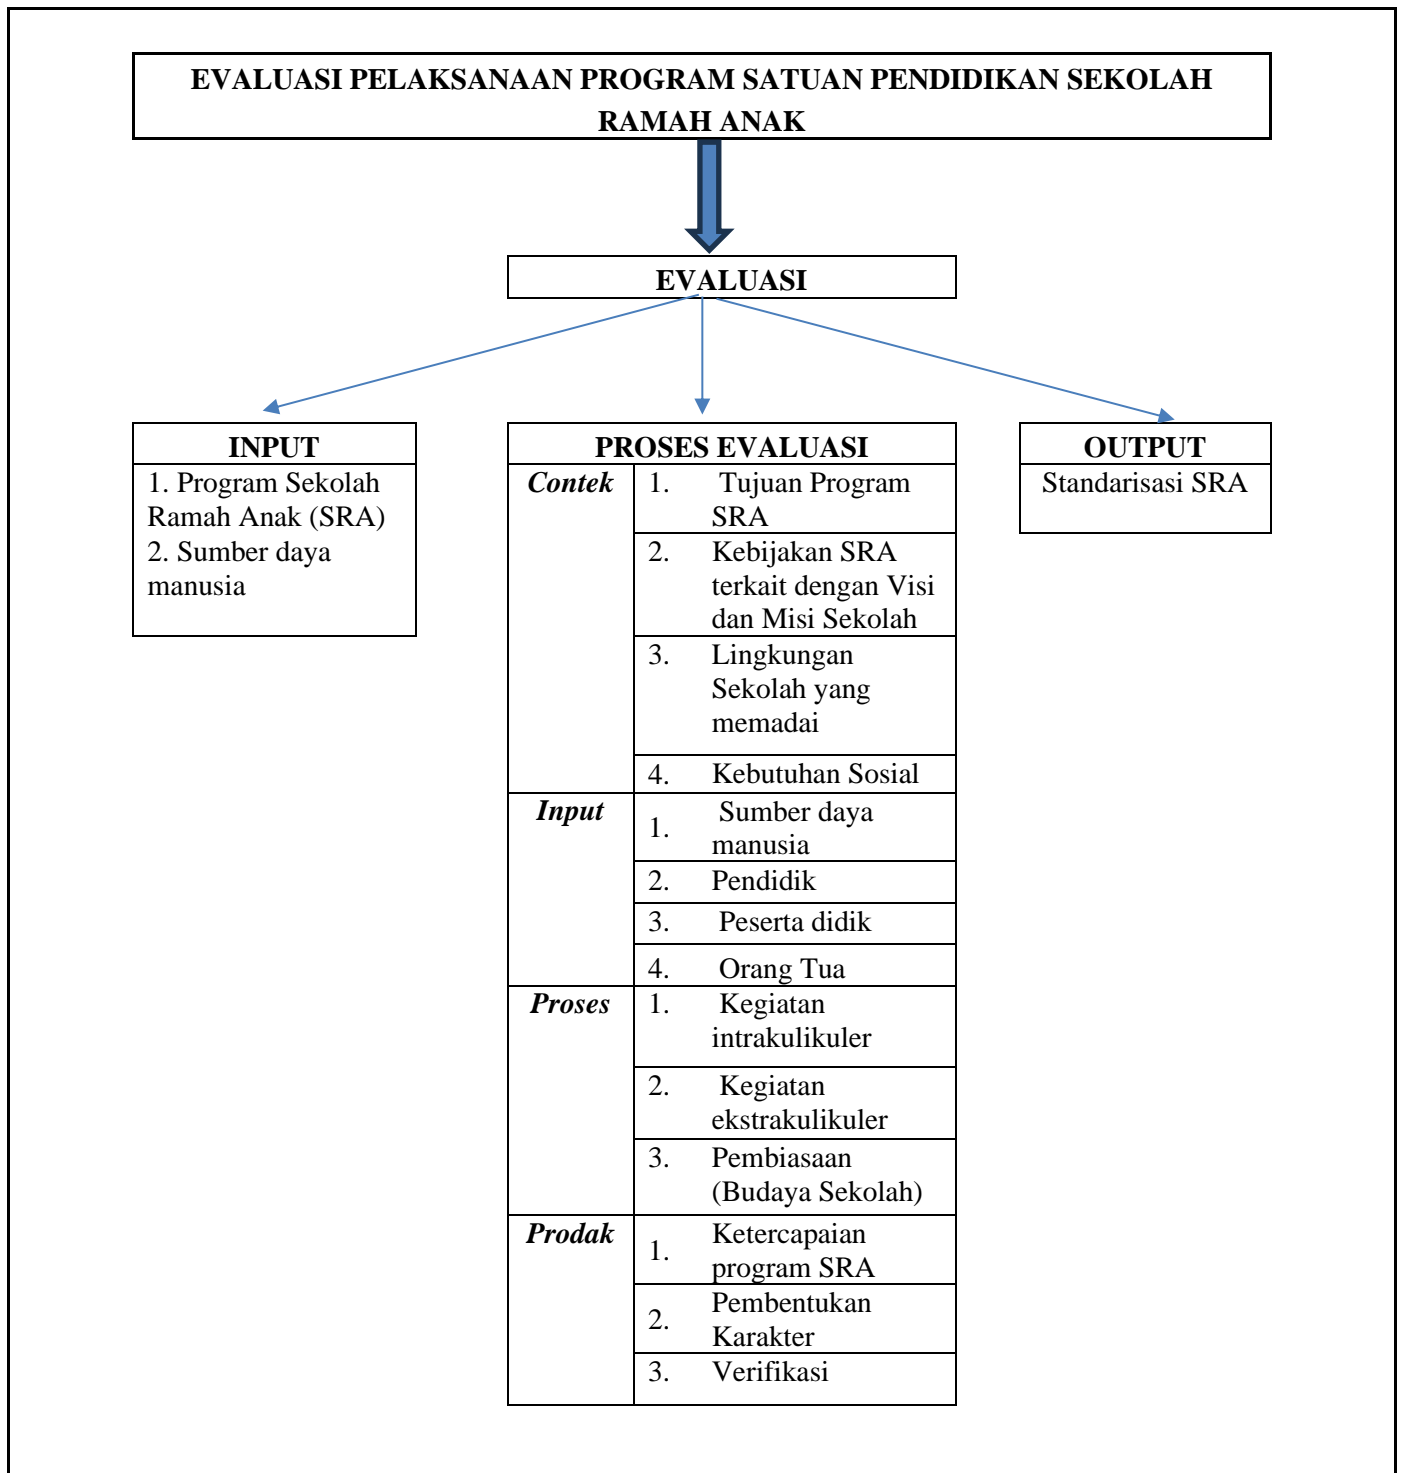 EVALUASI PELAKSANAAN PROGRAM SATUAN PENDIDIKAN SEKOLAH
RAMAH ANAK
EVALUASI
INPUT
1. Program Sekolah
Ramah Anak (SRA)
2. Sumber daya
manusia
PROSES EVALUASI
Contek
1. Tujuan Program
SRA
2. Kebijakan SRA
terkait dengan Visi
dan Misi Sekolah
3. Lingkungan
Sekolah yang
memadai
4. Kebutuhan Sosial
Input
1. Sumber daya
manusia
2. Pendidik
3. Peserta didik
4. Orang Tua
Proses
1. Kegiatan
intrakulikuler
2. Kegiatan
ekstrakulikuler
3. Pembiasaan
(Budaya Sekolah)
Prodak
1. Ketercapaian
program SRA
2. Pembentukan
Karakter
3. Verifikasi
OUTPUT
Standarisasi SRA